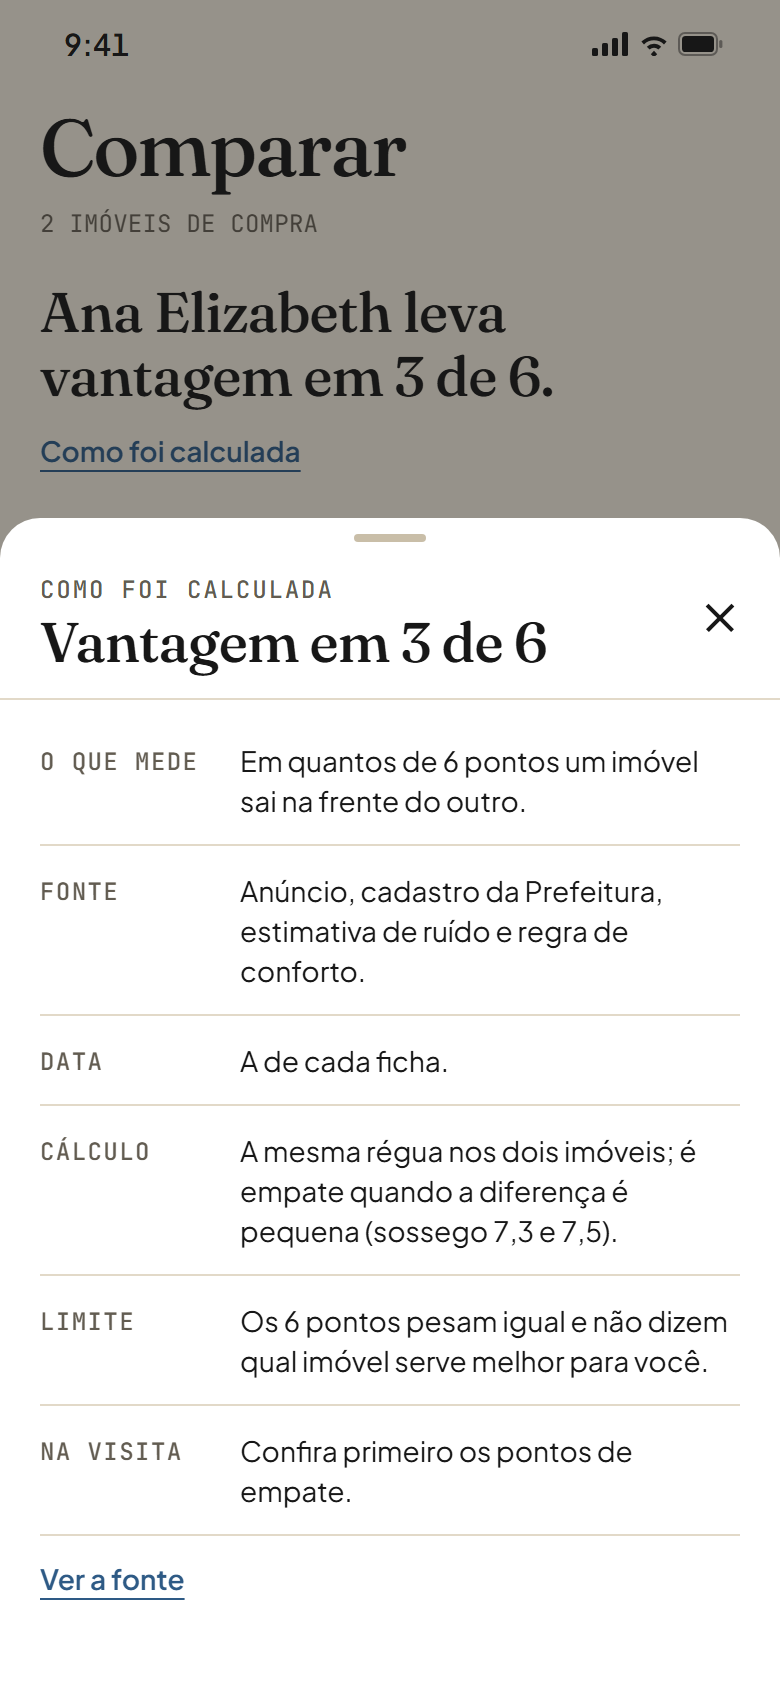 9:41
Comparar
2 IMÓVEIS DE COMPRA
Ana Elizabeth leva
vantagem em 3 de 6.
Como foi calculada
COMO FOI CALCULADA
Vantagem em 3 de 6
O QUE MEDE
Em quantos de 6 pontos um imóvel
sai na frente do outro.
FONTE
Anúncio, cadastro da Prefeitura,
estimativa de ruído e regra de
conforto.
DATA
A de cada ficha.
CÁLCULO
A mesma régua nos dois imóveis; é
empate quando a diferença é
pequena (sossego 7,3 e 7,5).
LIMITE
Os 6 pontos pesam igual e não dizem
qual imóvel serve melhor para você.
NA VISITA
Confira primeiro os pontos de
empate.
Ver a fonte